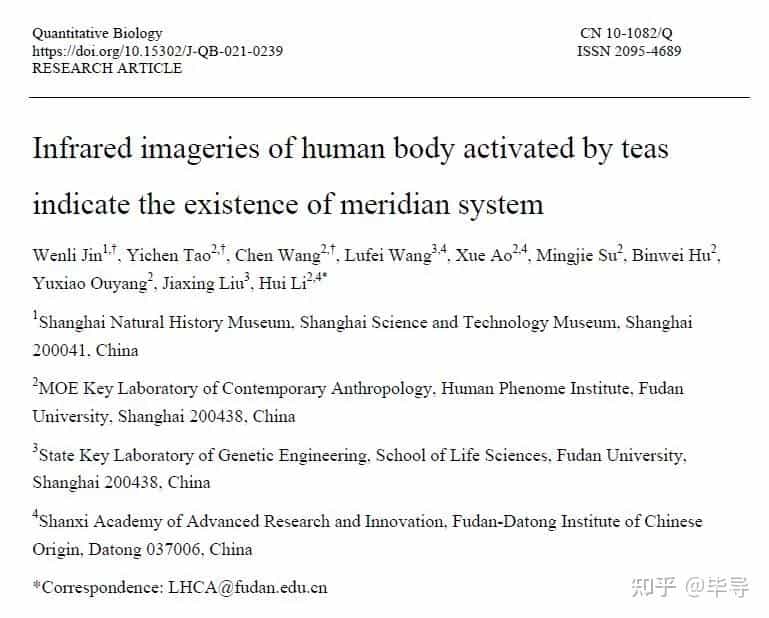 Quantitative Biology CN 10-1082/Q
https://doi.org/10.15302/J-QB-021-0239 ISSN 2095-4689
RESEARCH ARTICLE
Infrared imageries of human body activated by teas
indicate the existence of meridian system
Wenli Jin1,†, Yichen Tao2,†, Chen Wang2,†, Lufei Wang3,4, Xue Ao2,4, Mingjie Su2, Binwei Hu2,
Yuxiao Ouyang2, Jiaxing Liu3, Hui Li2,4*
1Shanghai Natural History Museum, Shanghai Science and Technology Museum, Shanghai
200041, China
2MOE Key Laboratory of Contemporary Anthropology, Human Phenome Institute, Fudan
University, Shanghai 200438, China
3State Key Laboratory of Genetic Engineering, School of Life Sciences, Fudan University,
Shanghai 200438, China
4Shanxi Academy of Advanced Research and Innovation, Fudan-Datong Institute of Chinese
Origin, Datong 037006, China
*Correspondence: LHCA@fudan.edu.cn
知乎 @毕导